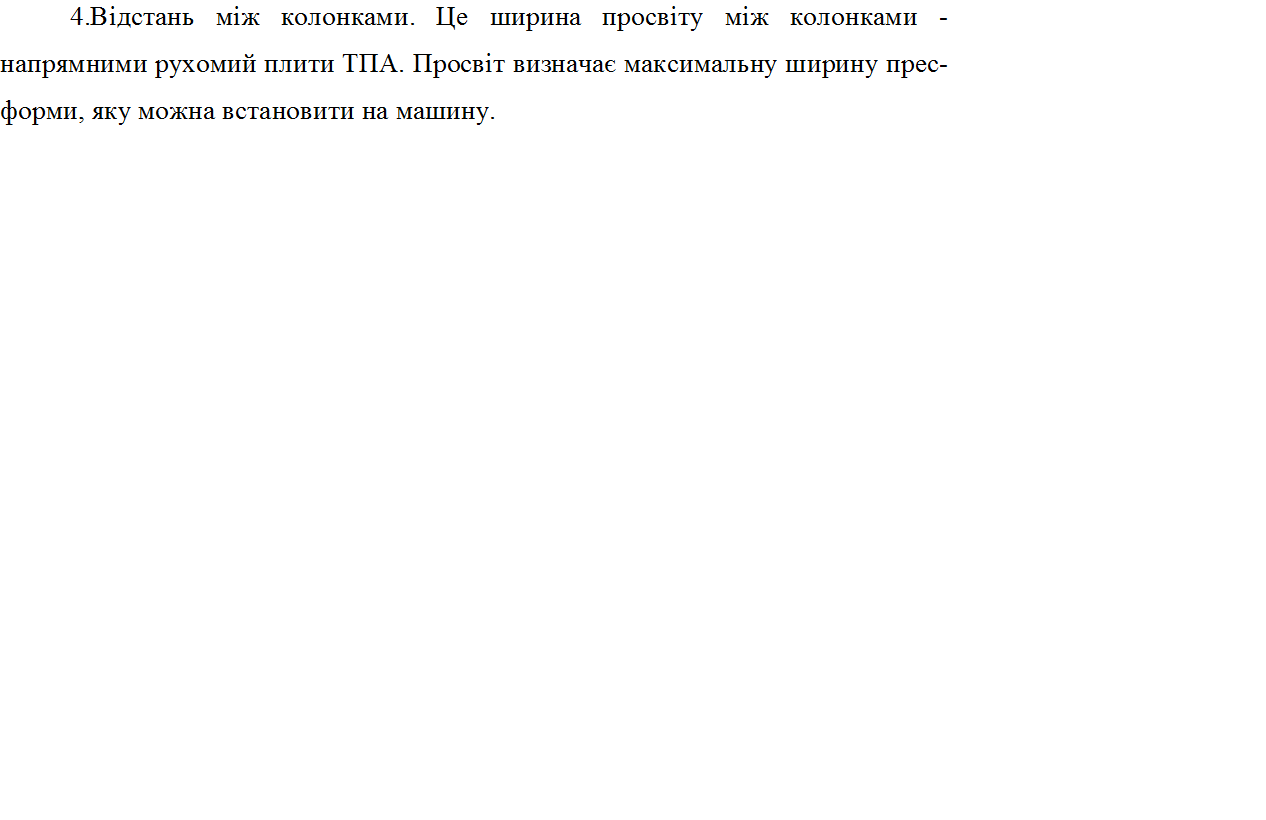 4.Відстань між колонками. Це ширина просвіту між колонками -
напрямними рухомий плити ТПА. Просвіт визначає максимальну ширину прес-
форми, яку можна встановити на машину.